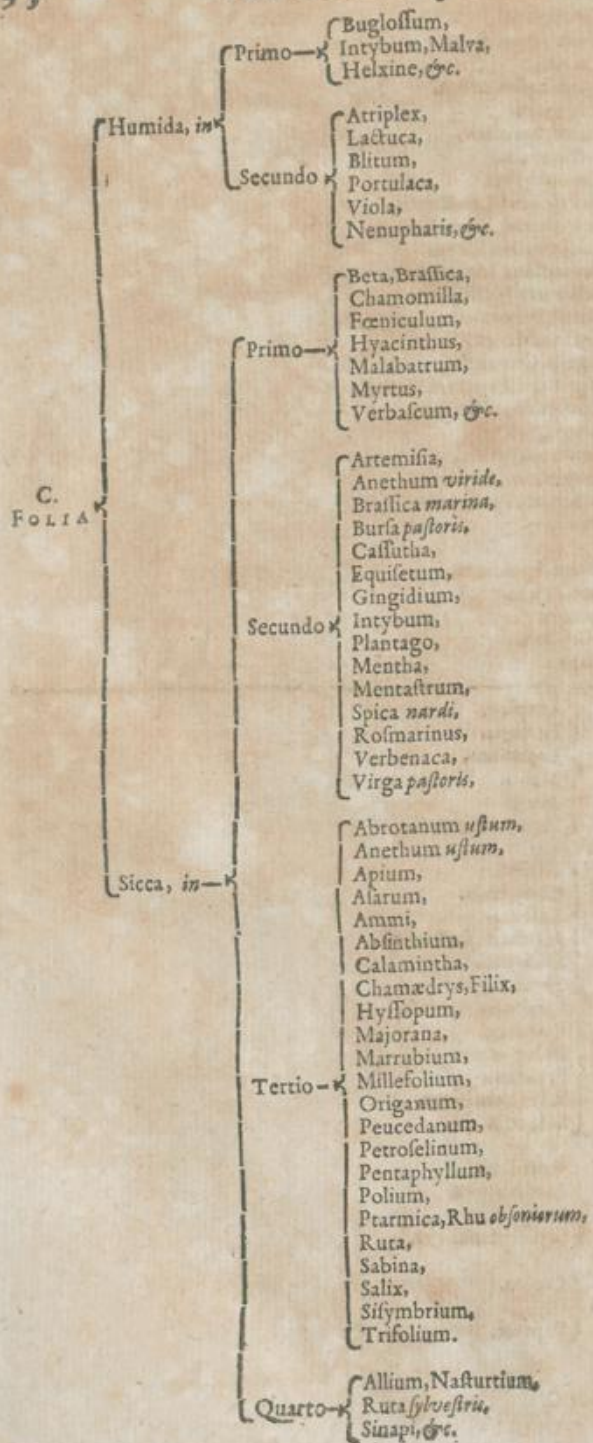 C.
FOLIA
Humida, in
Primo
Bugloſſum,
Intybum, Malva,
Helxine, &c.
Secundo
Atriplex,
Lactuca,
Blitum,
Portulaca,
Viola,
Nenupharis, &c.
Sicca, in
Primo
Beta, Braſſica,
Chamomilla,
Fœniculum,
Hyacinthus,
Malabatrum,
Myrtus,
Verbaſcum, &c.
Secundo
Artemiſia,
Anethum viride,
Braſſica marina,
Burſa paſtoris,
Caſſutha,
Equiſetum,
Gingidium,
Intybum,
Plantago,
Mentha,
Mentaſtrum,
Spica nardi,
Roſmarinus,
Verbenaca,
Virga paſtoris,
Tertio
Abrotanum uſtum,
Anethum uſtum,
Apium,
Aſarum,
Ammi,
Abſinthium,
Calamintha,
Chamædrys, Filix,
Hyſſopum,
Majorana,
Marrubium,
Millefolium,
Origanum,
Peucedanum,
Petroſelinum,
Pentaphyllum,
Polium,
Ptarmica, Rhu obſoniorum,
Ruta,
Sabina,
Salix,
Siſymbrium,
Trifolium.
Quarto
Allium, Naſturtium,
Ruta ſylveſtris,
Sinapi, &c.